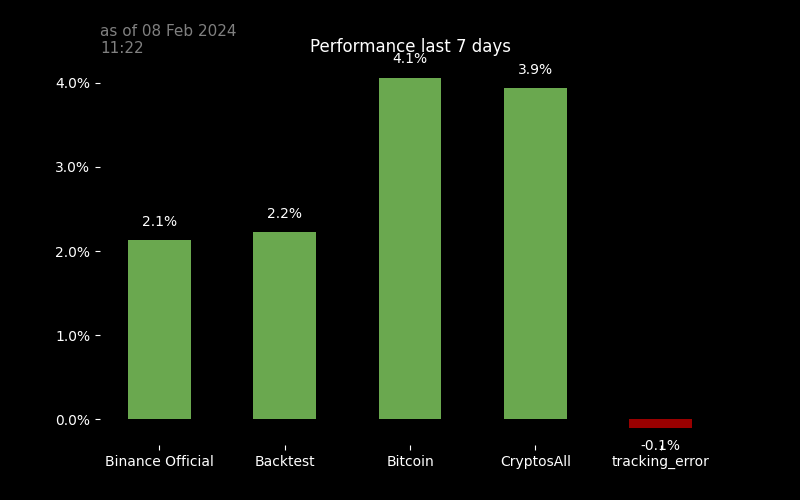 as of 08 Feb 2024
11:22
Performance last 7 days
4.1%
3.9%
4.0%
3.0%
2.1%
2.2%
2.0%
1.0%
0.0%
-0.1%
Binance Official
Backtest
Bitcoin
CryptosAll
tracking_error